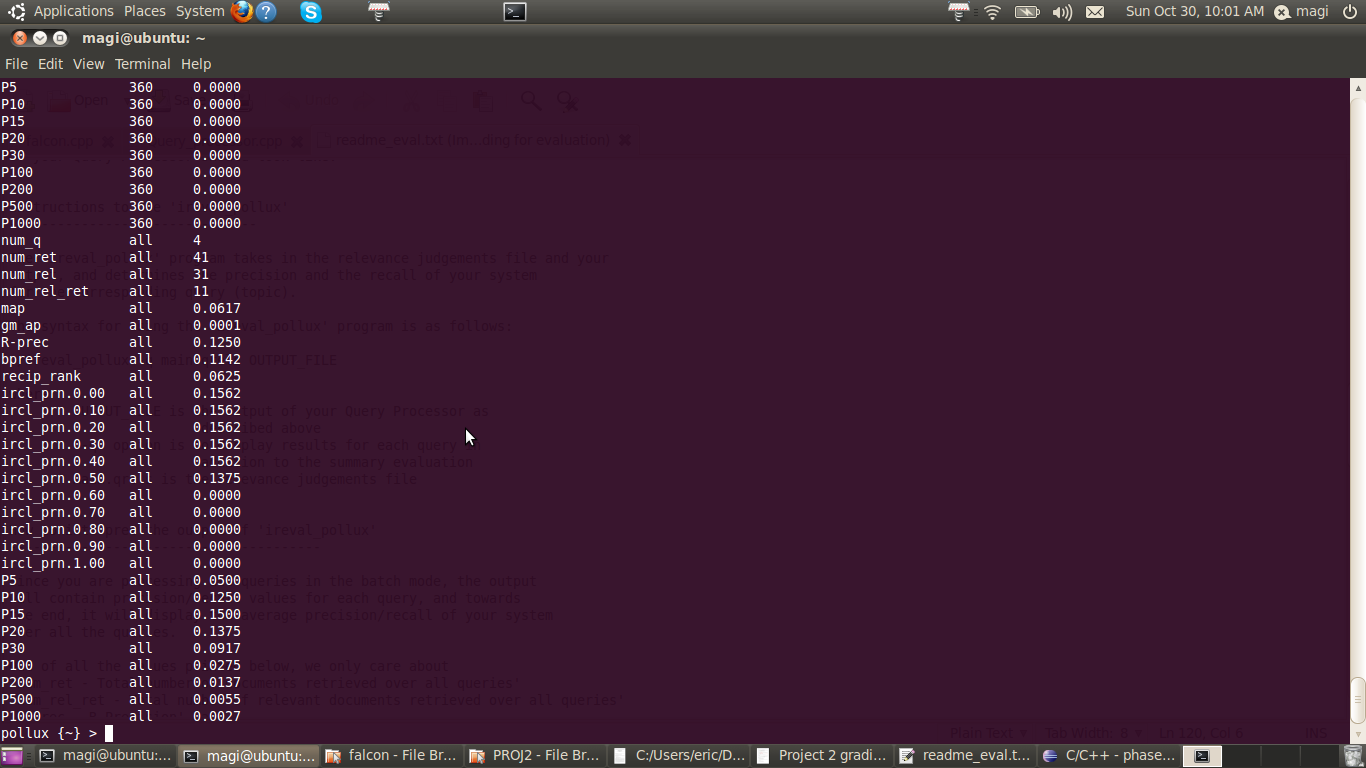 Applications Places System Sun Oct 30, 10:01 AM magi
magi@ubuntu: ~
File Edit View Terminal Help
P5 360 0.0000
P10 360 0.0000
P15 360 0.0000
P20 360 0.0000
P30 360 0.0000
P100 360 0.0000
P200 360 0.0000
P500 360 0.0000
P1000 360 0.0000
num_q all 4
num_ret all 41
num_rel all 31
num_rel_ret all 11
map all 0.0617
gm_ap all 0.0001
R-prec all 0.1250
bpref all 0.1142
recip_rank all 0.0625
ircl_prn.0.00 all 0.1562
ircl_prn.0.10 all 0.1562
ircl_prn.0.20 all 0.1562
ircl_prn.0.30 all 0.1562
ircl_prn.0.40 all 0.1562
ircl_prn.0.50 all 0.1375
ircl_prn.0.60 all 0.0000
ircl_prn.0.70 all 0.0000
ircl_prn.0.80 all 0.0000
ircl_prn.0.90 all 0.0000
ircl_prn.1.00 all 0.0000
P5 all 0.0500
P10 all 0.1250
P15 all 0.1500
P20 all 0.1375
P30 all 0.0917
P100 all 0.0275
P200 all 0.0137
P500 all 0.0055
P1000 all 0.0027
pollux {~} >
magi@ubuntu:... magi@ubuntu:... falcon - File Br... PROJ2 - File Br... C:/Users/eric/D... Project 2 gradi... readme_eval.t... C/C++ - phase...